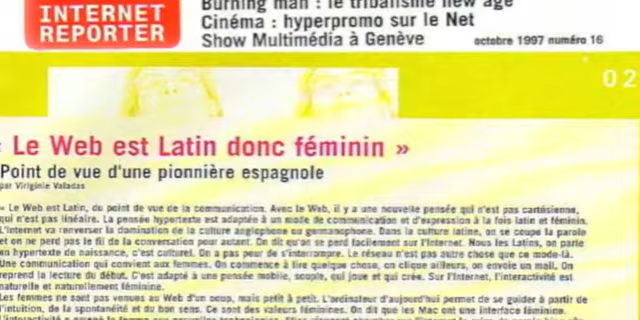 INTERNET
REPORTER
Burning man : le tribalisme new age
Cinéma : hyperpromo sur le Net
Show Multimédia à Genève
octobre 1997 numéro 16
02
« Le Web est Latin donc féminin »
Point de vue d'une pionnière espagnole
par Viriginie Valadas
« Le Web est Latin, du point de vue de la communication. Avec le Web, il y a une nouvelle pensée qui n'est pas cartésienne,
qui n'est pas linéaire. La pensée hypertexte est adaptée à un mode de communication et d'expression à la fois latin et féminin.
L'internet va renverser la domination de la culture anglophone ou germanophone. Dans la culture latine, on se coupe la parole
et on ne perd pas le fil de la conversation pour autant. On dit qu'on se perd facilement sur l'Internet. Nous les Latins, on parle
en hypertexte de naissance, c'est culturel. On a pas peur de s'interrompre. Le réseau n'est pas autre chose que ce mode-là.
Une communication qui convient aux femmes. On commence à lire quelque chose, on clique ailleurs, on envoie un mail. On
reprend la lecture du début. C'est adapté à une pensée mobile, souple, qui joue et qui crée. Sur l'Internet, l'interactivité est
naturelle et naturellement féminine.
Les femmes ne sont pas venues au Web d'un coup, mais petit à petit. L'ordinateur d'aujourd'hui permet de se guider à partir de
l'intuition, de la spontanéité et du bon sens. Ce sont des valeurs féminines. On dit que les Mac ont une interface féminine.